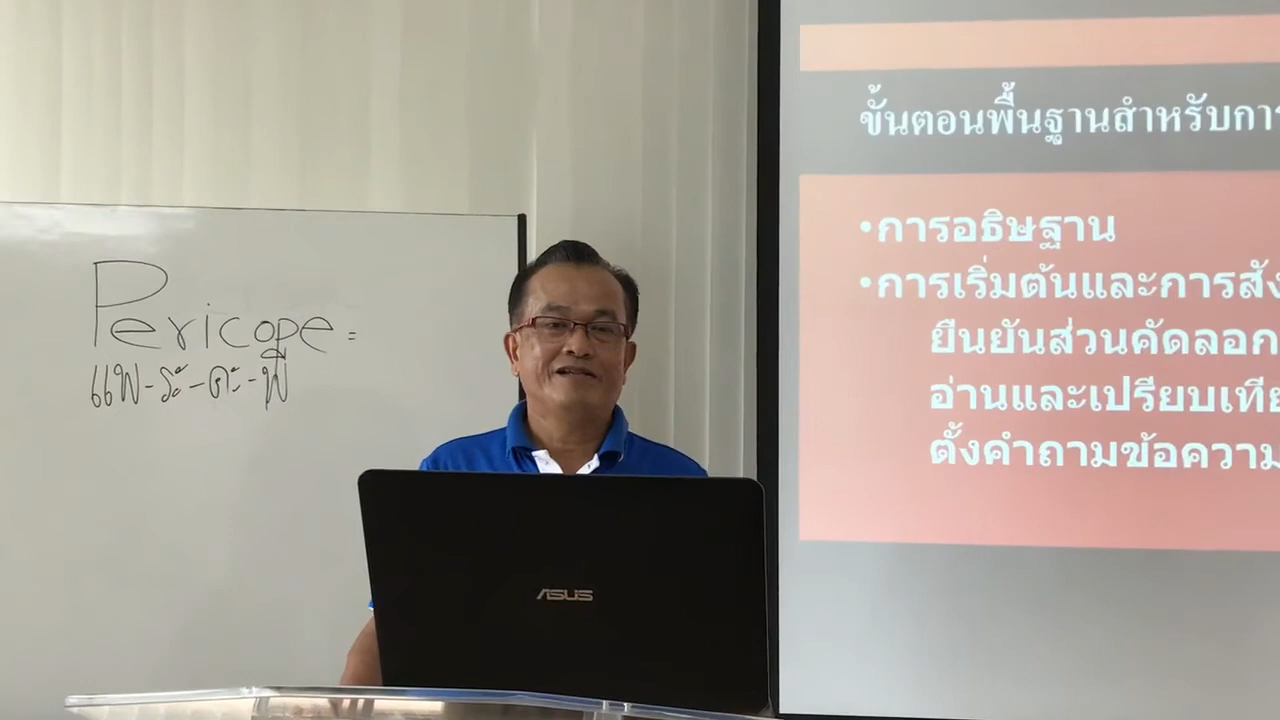 Pericope =
แพ-ระ-คะ-พี
ASUS
ขั้นตอนพื้นฐานสำหรับการ
•การอธิษฐาน
•การเริ่มต้นและการสัง
ยืนยันส่วนคัดลอก
อ่านและเปรียบเที
ตั้งคำถามข้อความ